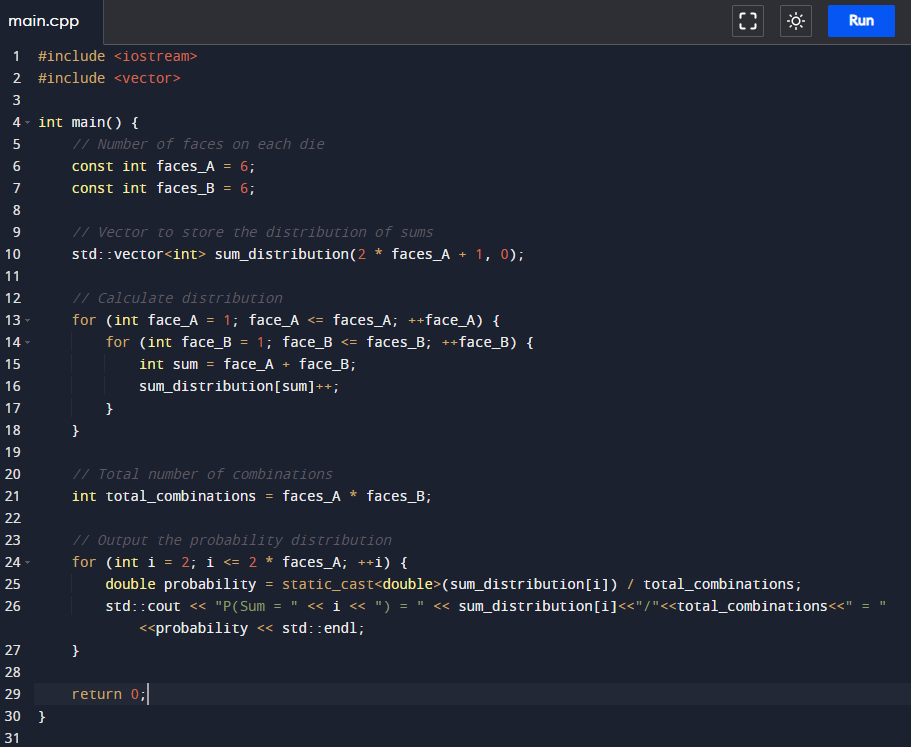 main.cpp
Run
1 #include <iostream>
2 #include <vector>
3
4 int main() {
5     // Number of faces on each die
6     const int faces_A = 6;
7     const int faces_B = 6;
8
9     // Vector to store the distribution of sums
10     std::vector<int> sum_distribution(2 * faces_A + 1, 0);
11
12     // Calculate distribution
13     for (int face_A = 1; face_A <= faces_A; ++face_A) {
14         for (int face_B = 1; face_B <= faces_B; ++face_B) {
15             int sum = face_A + face_B;
16             sum_distribution[sum]++;
17         }
18     }
19
20     // Total number of combinations
21     int total_combinations = faces_A * faces_B;
22
23     // Output the probability distribution
24     for (int i = 2; i <= 2 * faces_A; ++i) {
25         double probability = static_cast<double>(sum_distribution[i]) / total_combinations;
26         std::cout << "P(Sum = " << i << ") = " << sum_distribution[i]<<"/"<<total_combinations<<" = "
            <<probability << std::endl;
27     }
28
29     return 0;
30 }
31